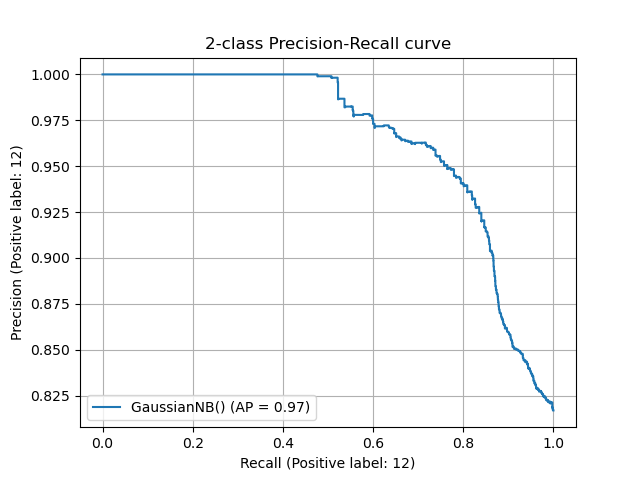 2-class Precision-Recall curve
Precision (Positive label: 12)
1.000
0.975
0.950
0.925
0.900
0.875
0.850
0.825
GaussianNB() (AP = 0.97)
0.0 0.2 0.4 0.6 0.8 1.0
Recall (Positive label: 12)